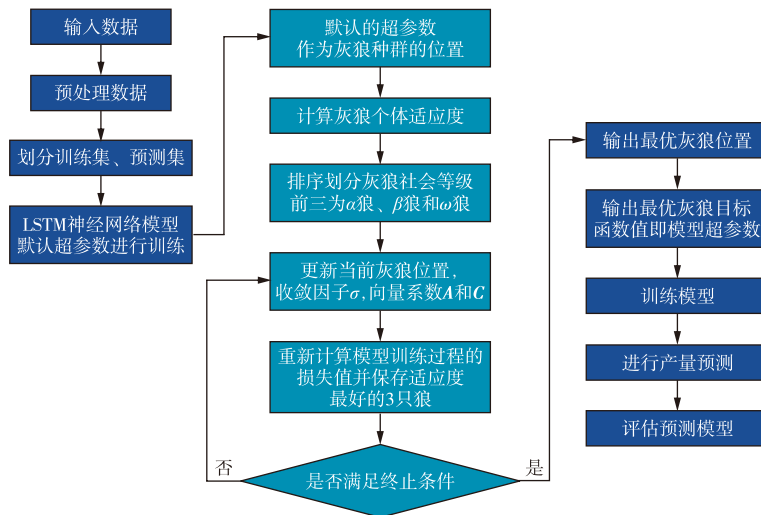 输入数据
预处理数据
划分训练集、预测集
LSTM神经网络模型
默认超参数进行训练
默认的超参数
作为灰狼种群的位置
计算灰狼个体适应度
排序划分灰狼社会等级
前三为α狼、β狼和ω狼
更新当前灰狼位置,
收敛因子σ,向量系数A和C
重新计算模型训练过程的
损失值并保存适应度
最好的3只狼
是否满足终止条件
否
是
输出最优灰狼位置
输出最优灰狼目标
函数值即模型超参数
训练模型
进行产量预测
评估预测模型